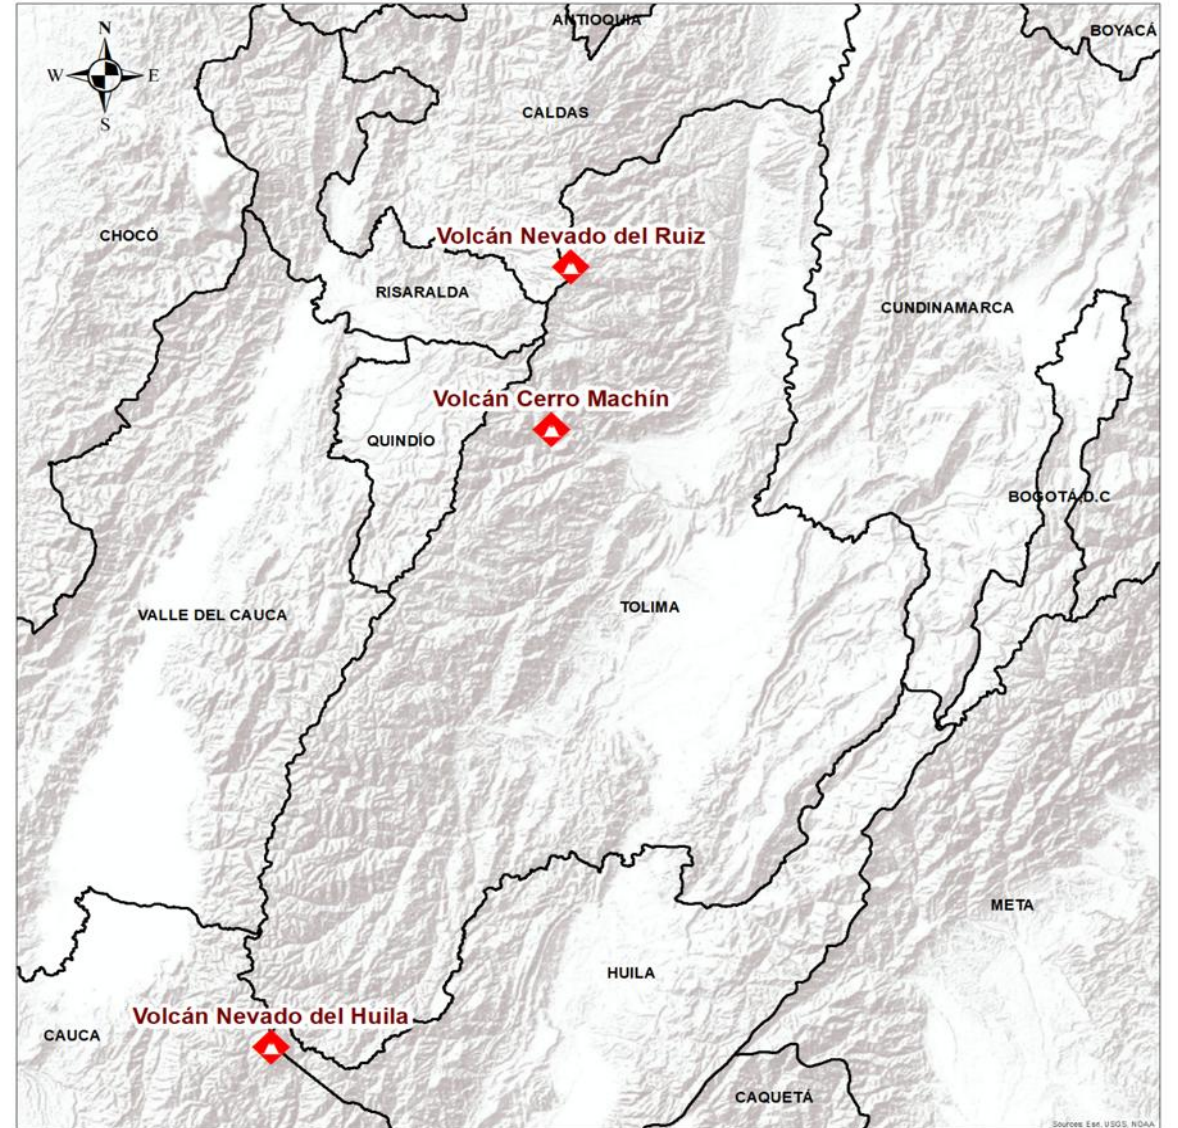 ANTIOQUIA
BOYACÁ
N
W
E
S
CALDAS
CHOCÓ
Volcán Nevado del Ruiz
RISARALDA
CUNDINAMARCA
Volcán Cerro Machín
QUINDÍO
BOGOTÁ,D.C
TOLIMA
VALLE DEL CAUCA
META
HUILA
Volcán Nevado del Huila
CAUCA
CAQUETÁ
Sources: Esri, USGS, NOAA